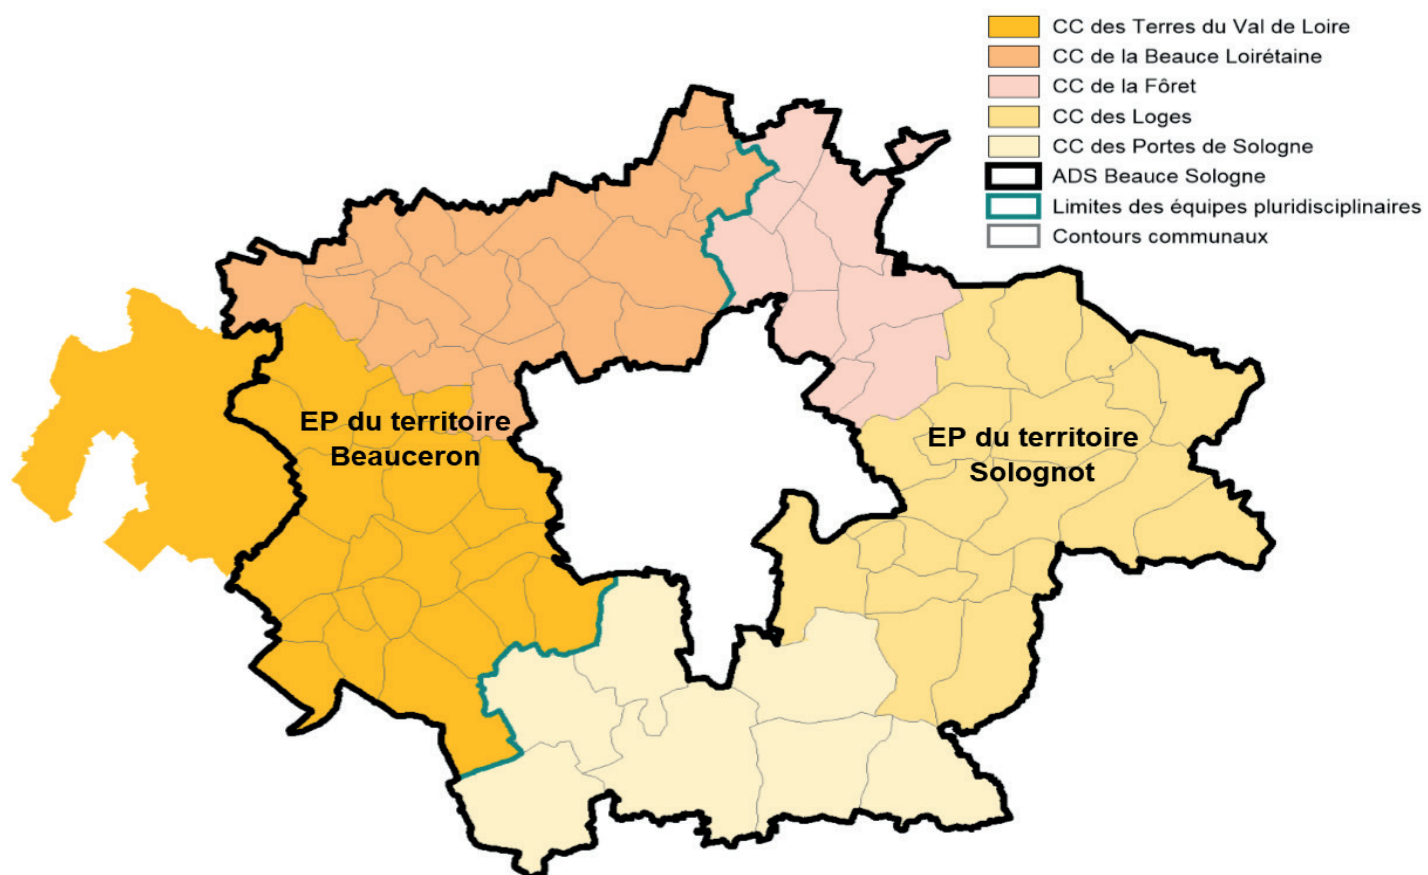 CC des Terres du Val de Loire
CC de la Beauce Loirétaine
CC de la Fôret
CC des Loges
CC des Portes de Sologne
ADS Beauce Sologne
Limites des équipes pluridisciplinaires
Contours communaux
EP du territoire
Beauceron
EP du territoire
Solognot